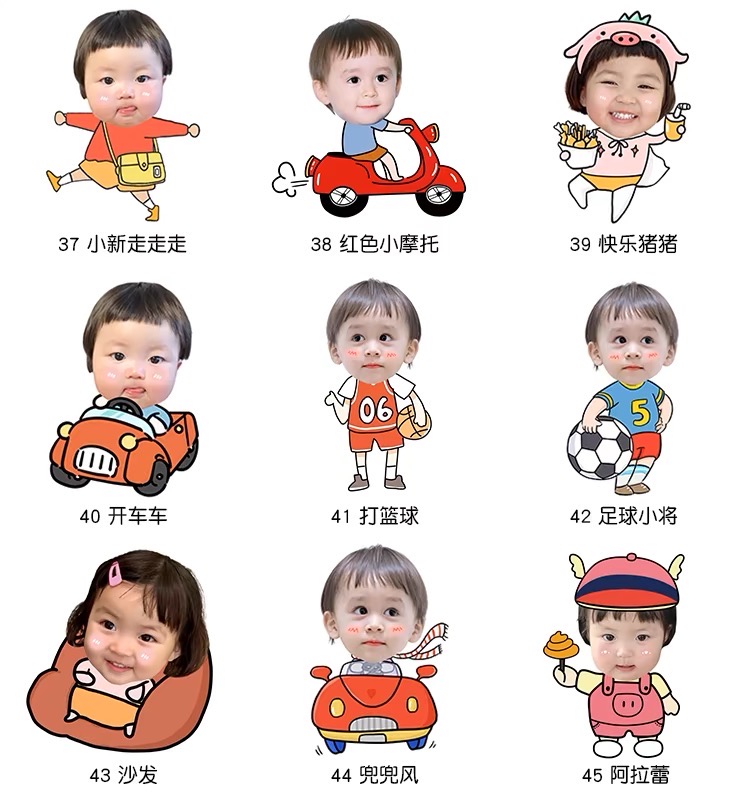 37 小新走走走
38 红色小摩托
39 快乐猪猪
06
5
40 开车车
41 打篮球
42 足球小将
43 沙发
44 兜兜风
45 阿拉蕾